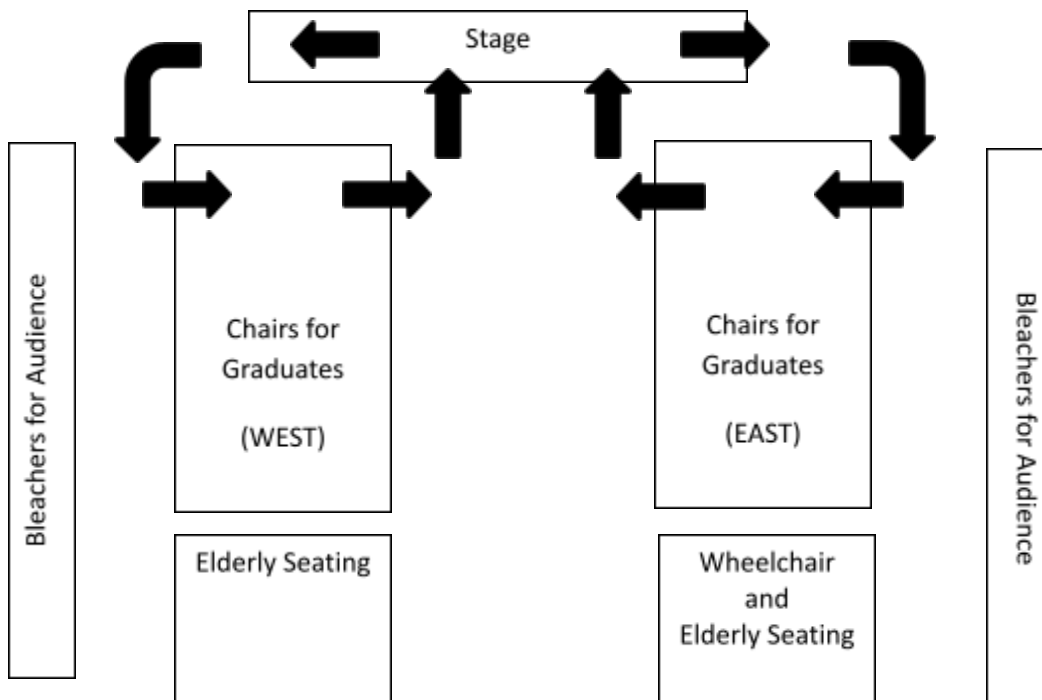 Stage
Bleachers for Audience
Chairs for
Graduates
(WEST)
Chairs for
Graduates
(EAST)
Bleachers for Audience
Elderly Seating
Wheelchair
and
Elderly Seating